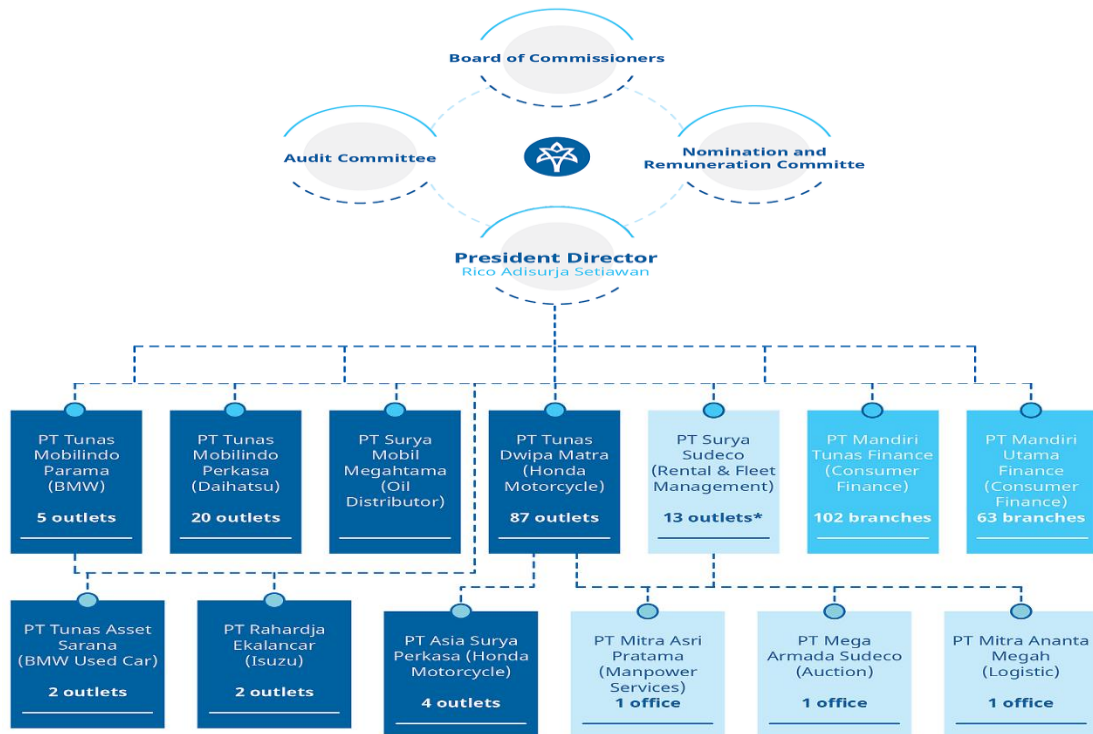 Board of Commissioners
Audit Committee
Nomination and
Remuneration Committe
President Director
Rico Adisurja Setiawan
PT Tunas
Mobilindo
Parama
(BMW)
5 outlets
PT Tunas
Mobilindo
Perkasa
(Daihatsu)
20 outlets
PT Surya
Mobil
Megahtama
(Oil
Distributor)
PT Tunas
Dwipa Matra
(Honda
Motorcycle)
87 outlets
PT Surya
Sudeco
(Rental & Fleet
Management)
13 outlets*
PT Mandiri
Tunas Finance
(Consumer
Finance)
102 branches
PT Mandiri
Utama
Finance
(Consumer
Finance)
63 branches
PT Tunas Asset
Sarana
(BMW Used Car)
2 outlets
PT Rahardja
Ekalancar
(Isuzu)
2 outlets
PT Asia Surya
Perkasa (Honda
Motorcycle)
4 outlets
PT Mitra Asri
Pratama
(Manpower
Services)
1 office
PT Mega
Armada Sudeco
(Auction)
1 office
PT Mitra Ananta
Megah
(Logistic)
1 office